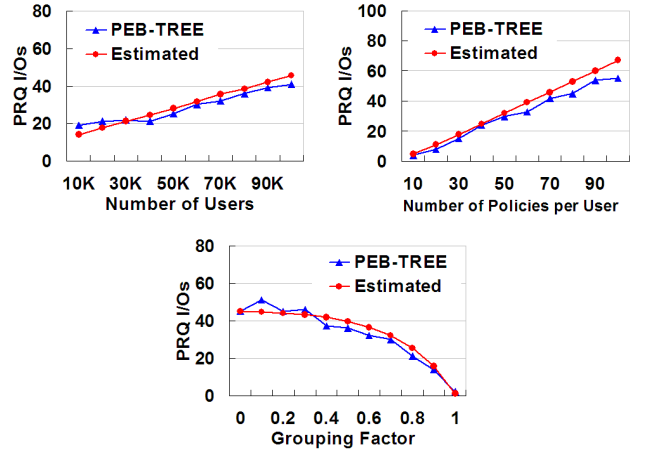 PRQ I/Os
80
60
40
20
0
PEB-TREE
Estimated
10K 30K 50K 70K 90K
Number of Users
PRQ I/Os
100
80
60
40
20
0
PEB-TREE
Estimated
10 30 50 70 90
Number of Policies per User
PRQ I/Os
80
60
40
20
0
PEB-TREE
Estimated
0 0.2 0.4 0.6 0.8 1
Grouping Factor